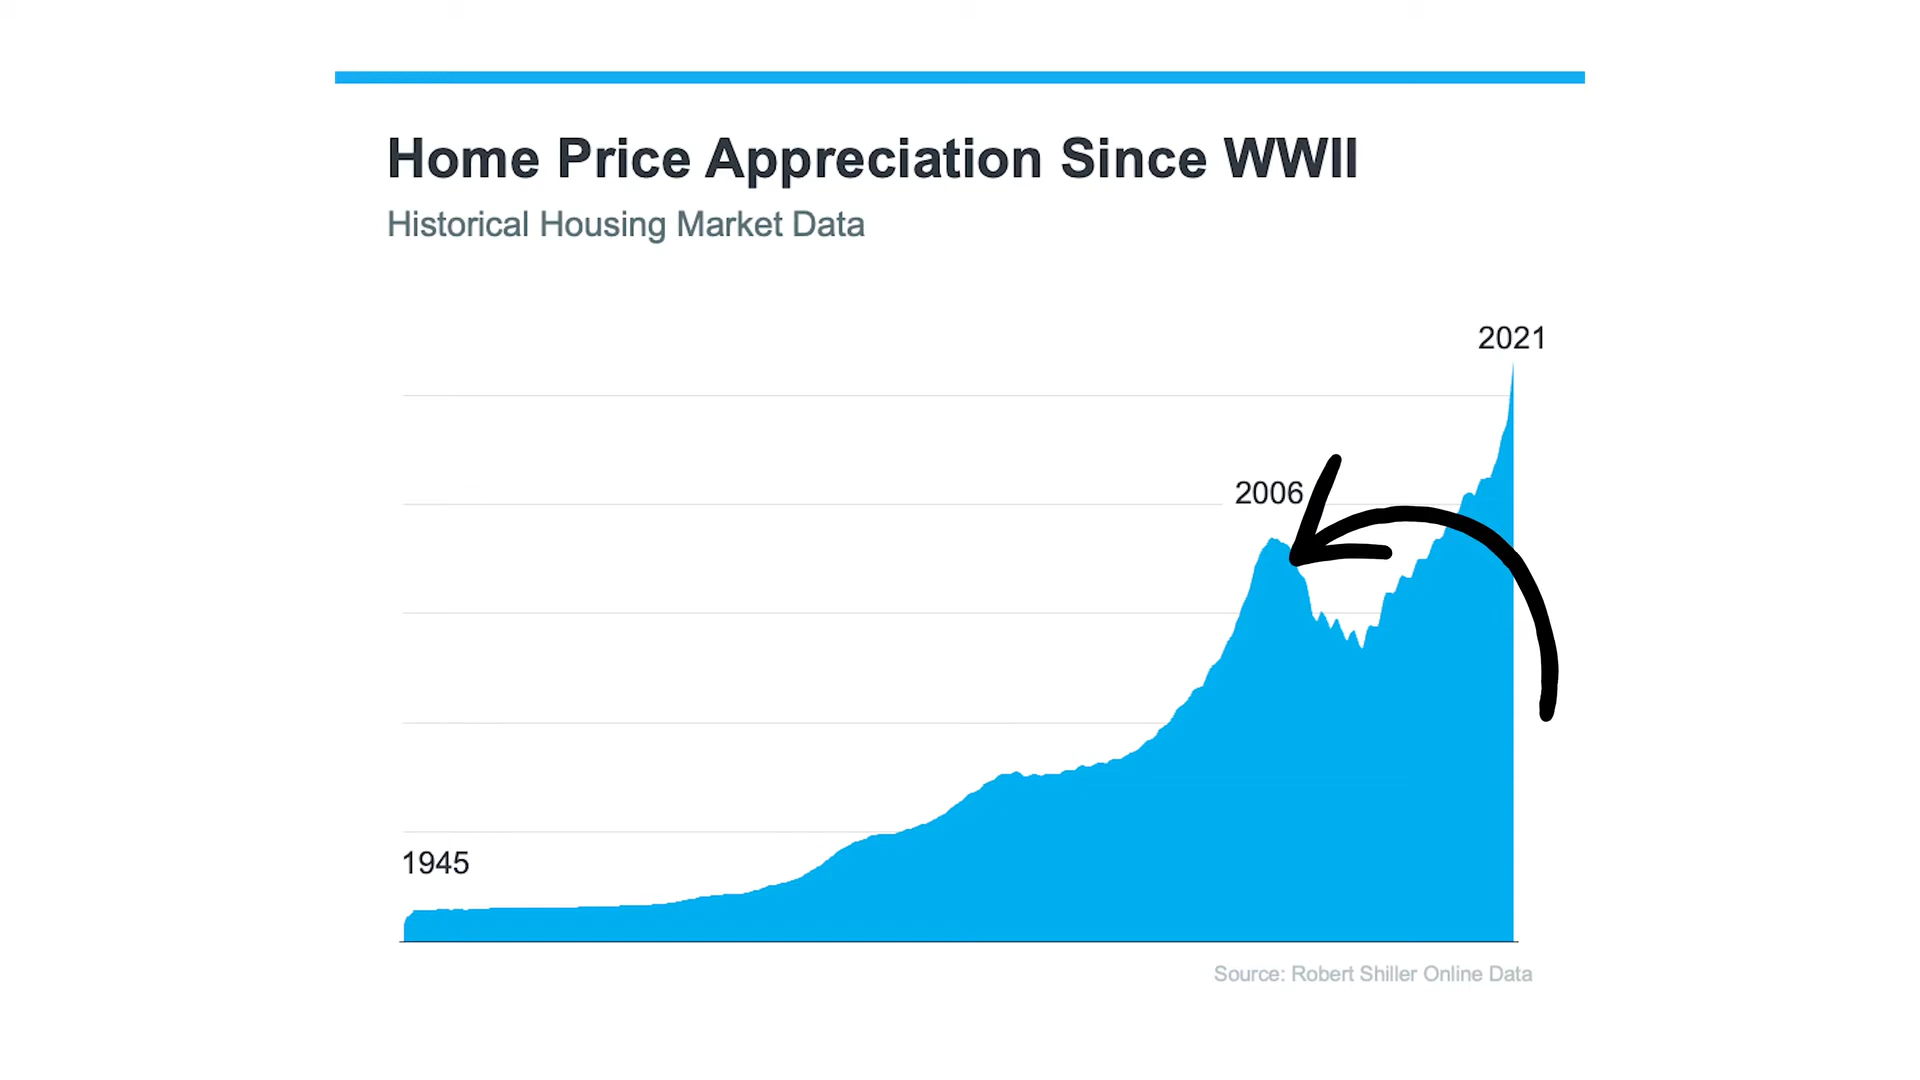 Home Price Appreciation Since WWII
Historical Housing Market Data
2021
2006
1945
Source: Robert Shiller Online Data